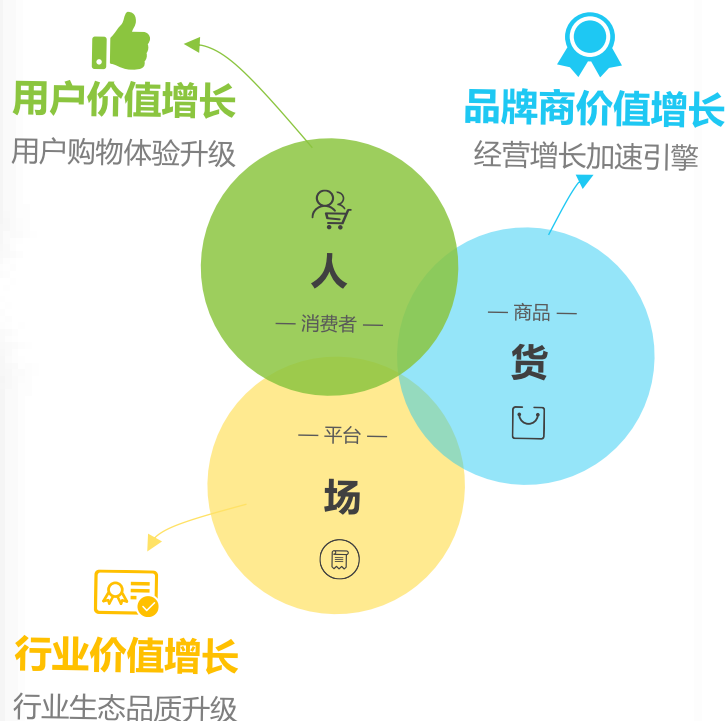 用户价值增长
用户购物体验升级
品牌商价值增长
经营增长加速引擎
人
消费者
商品
货
平台
场
行业价值增长
行业生态品质升级